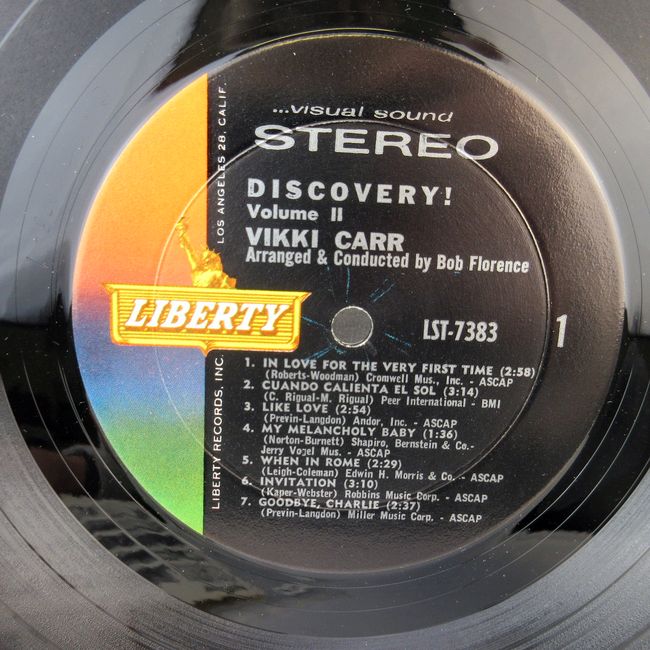 ...visual sound
STEREO
DISCOVERY!
Volume II
VIKKI CARR
Arranged & Conducted by Bob Florence
LIBERTY
LST-7383
1
1. IN LOVE FOR THE VERY FIRST TIME (2:58)
(Roberts-Woodman) Cromwell Mus., Inc. - ASCAP
2. CUANDO CALIENTA EL SOL (3:14)
(C. Rigual-M. Rigual) Peer International - BMI
3. LIKE LOVE (2:54)
(Previn-Langdon) Andor, Inc. - ASCAP
4. MY MELANCHOLY BABY (1:36)
(Norton-Burnett) Shapiro, Bernstein & Co.-
Jerry Vogel Mus. - ASCAP
5. WHEN IN ROME (2:29)
(Leigh-Coleman) Edwin H. Morris & Co. - ASCAP
6. INVITATION (3:10)
(Kaper-Webster) Robbins Music Corp. - ASCAP
7. GOODBYE, CHARLIE (2:37)
(Previn-Langdon) Miller Music Corp. - ASCAP
LIBERTY RECORDS, INC. LOS ANGELES 28, CALIF.